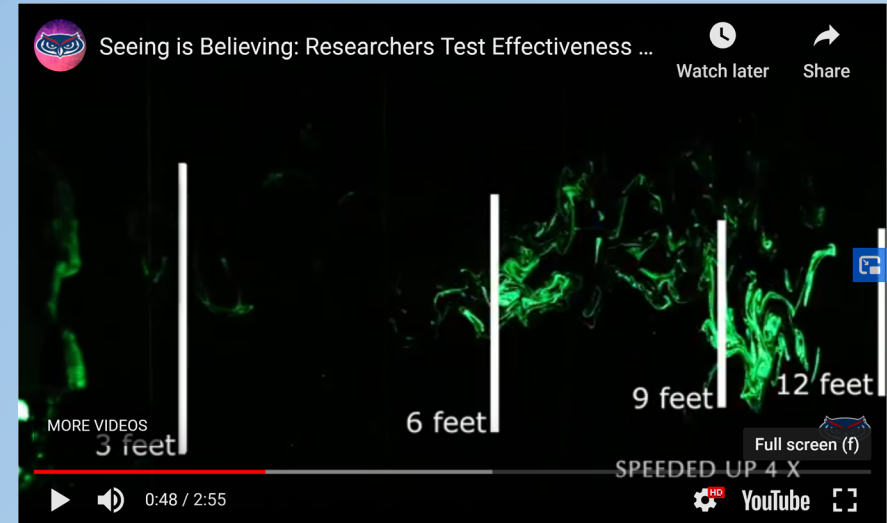 Seeing is Believing: Researchers Test Effectiveness ...
Watch later
Share
MORE VIDEOS
3 feet
6 feet
9 feet
12 feet
Full screen (f)
SPEEDED UP 4 X
0:48 / 2:55
HD
YouTube